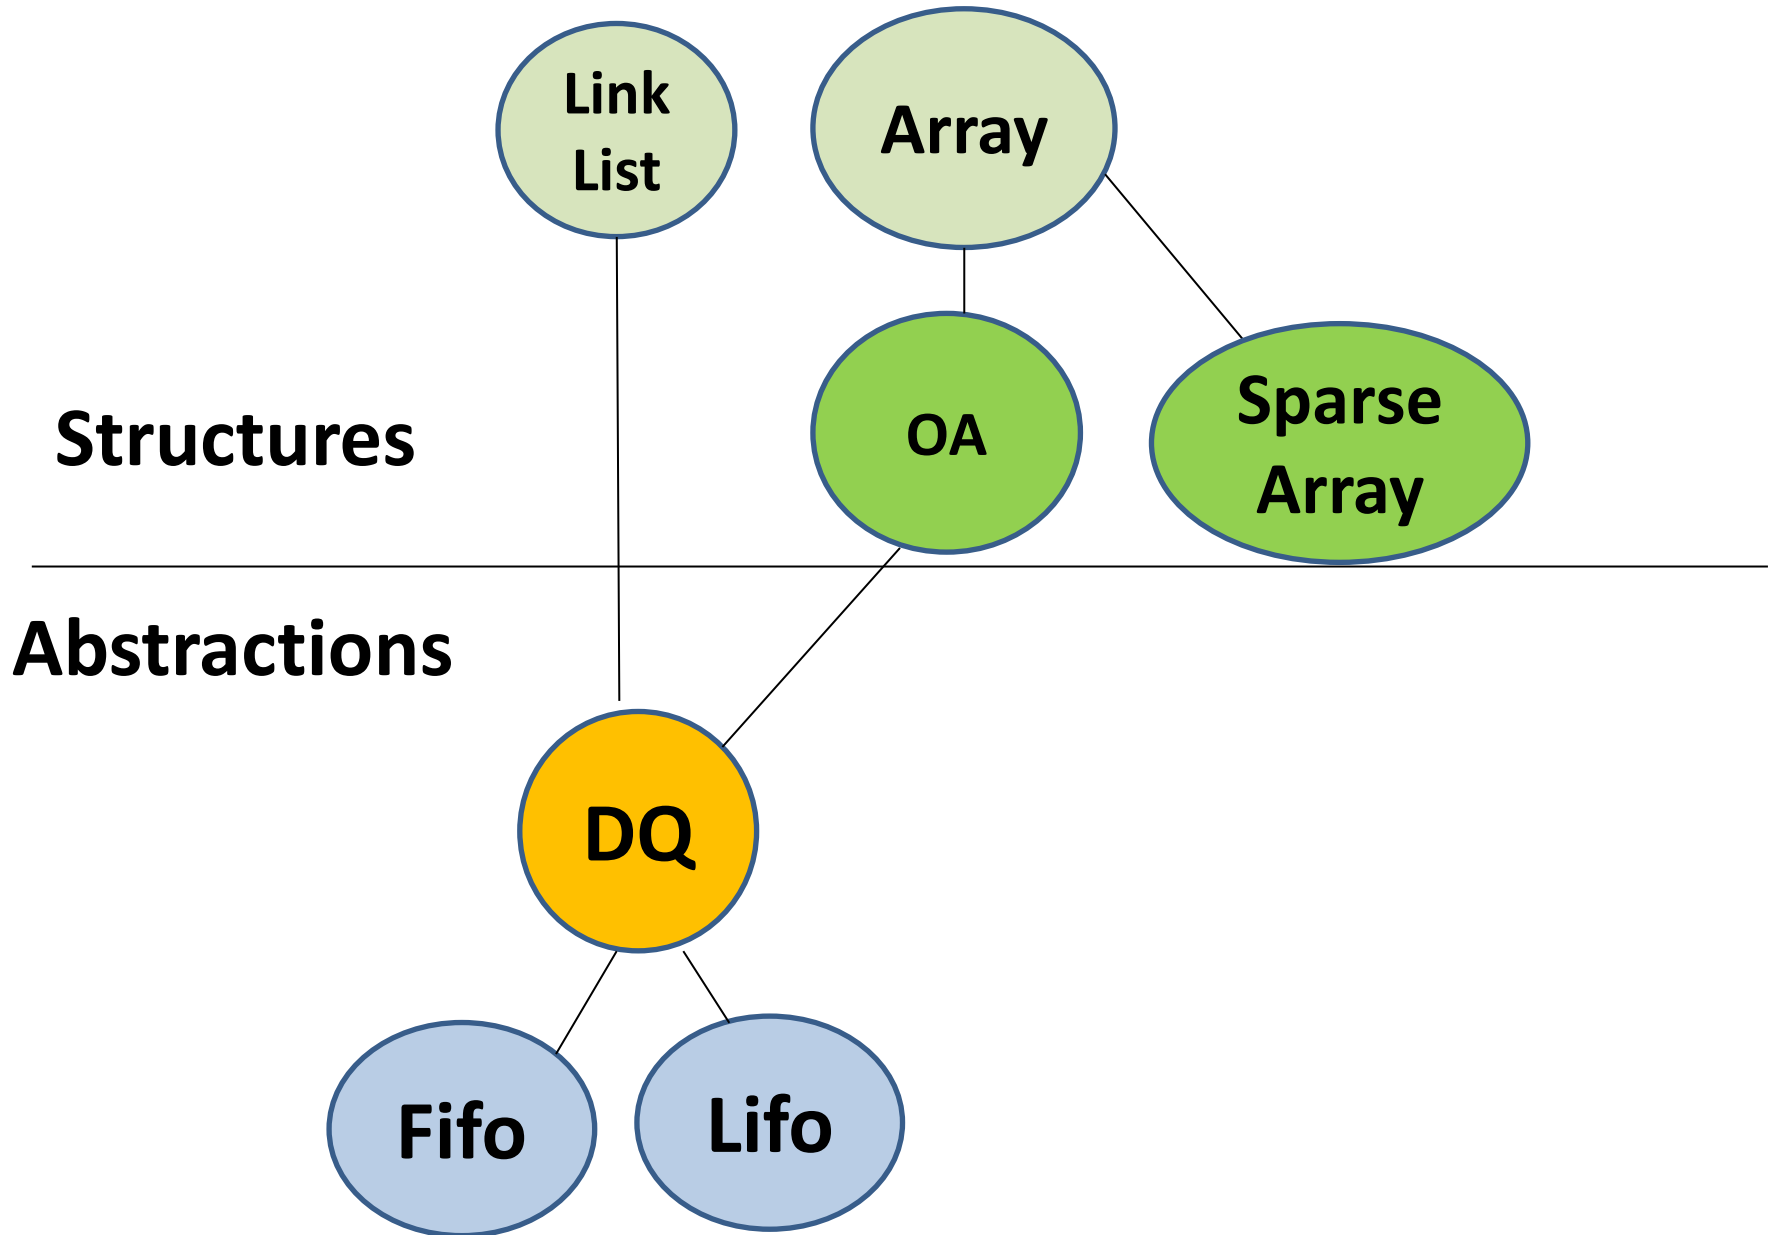 Link
List
Array
Structures
OA
Sparse
Array
Abstractions
DQ
Fifo
Lifo